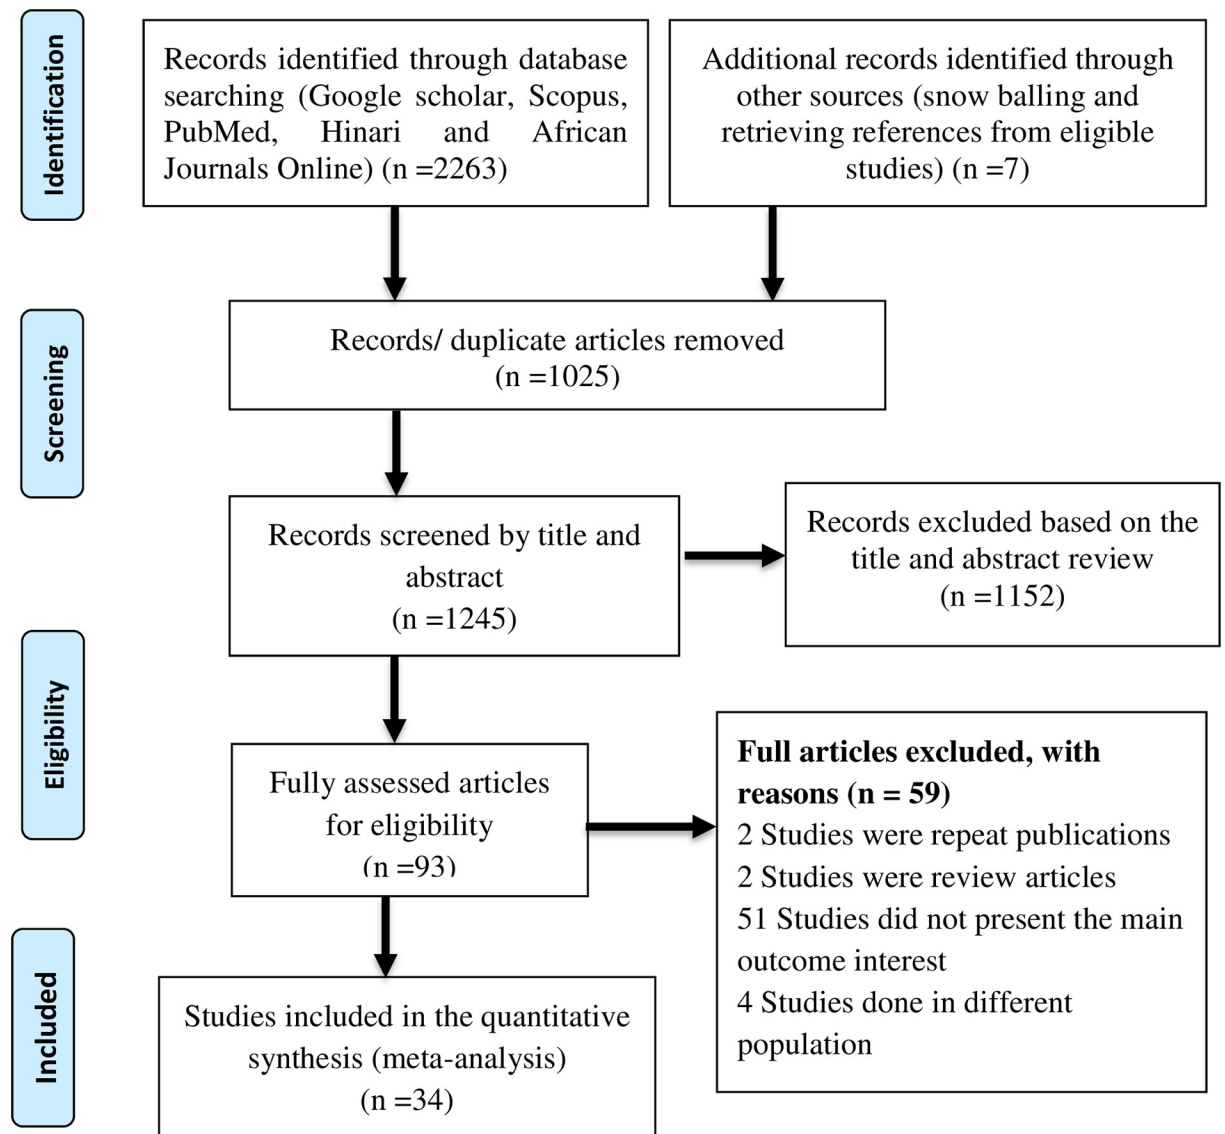 Identification
Records identified through database
searching (Google scholar, Scopus,
PubMed, Hinari and African
Journals Online) (n =2263)
Additional records identified through
other sources (snow balling and
retrieving references from eligible
studies) (n =7)
Screening
Records/ duplicate articles removed
(n =1025)
Records screened by title and
abstract
(n =1245)
Records excluded based on the
title and abstract review
(n =1152)
Eligibility
Fully assessed articles
for eligibility
(n =93)
Full articles excluded, with
reasons (n = 59)
2 Studies were repeat publications
2 Studies were review articles
51 Studies did not present the main
outcome interest
4 Studies done in different
population
Included
Studies included in the quantitative
synthesis (meta-analysis)
(n =34)